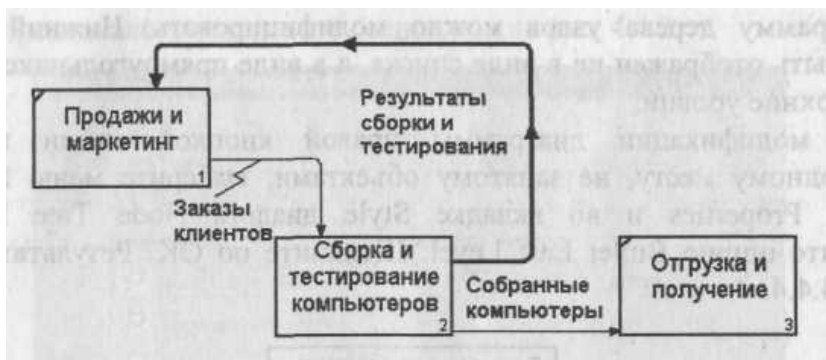 Продажи и
маркетинг
1
Результаты
сборки и
тестирования
Заказы
клиентов
Сборка и
тестирование
компьютеров
2
Собранные
компьютеры
Отгрузка и
получение
3